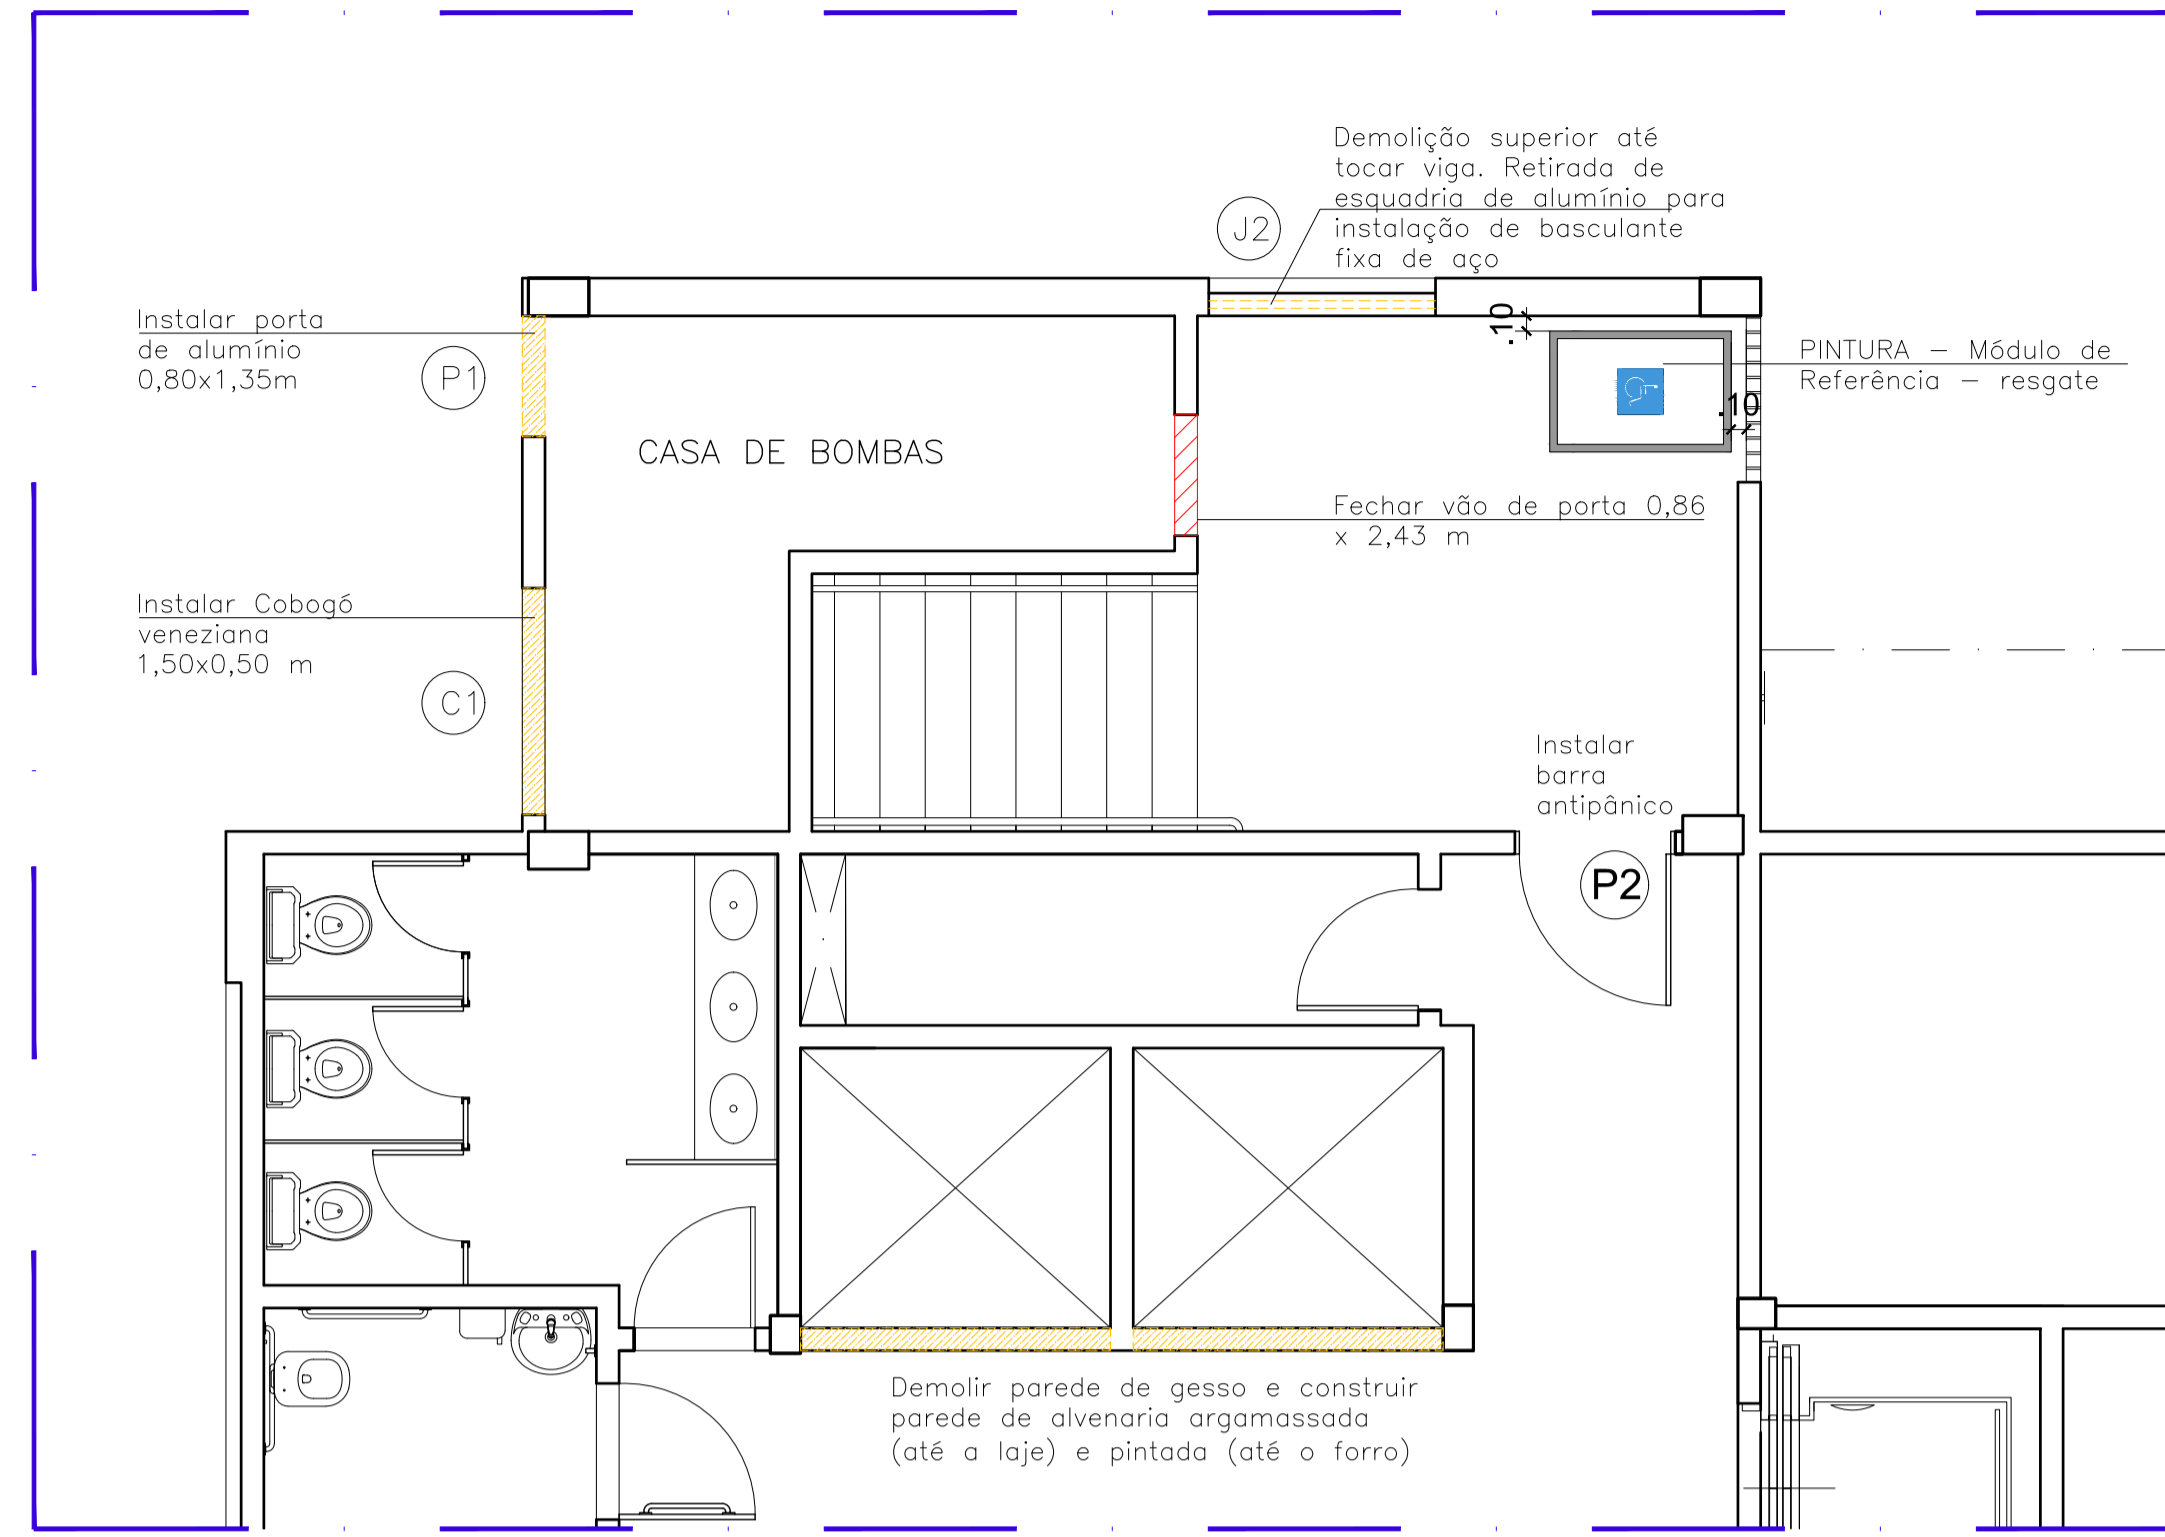 Demolição superior até
tocar viga. Retirada de
esquadria de alumínio para
instalação de basculante
fixa de aço
J2
Instalar porta
de alumínio
0,80x1,35m
P1
.10
PINTURA – Módulo de
Referência – resgate
.10
CASA DE BOMBAS
Fechar vão de porta 0,86
x 2,43 m
Instalar Cobogó
veneziana
1,50x0,50 m
C1
Instalar
barra
antipânico
P2
Demolir parede de gesso e construir
parede de alvenaria argamassada
(até a laje) e pintada (até o forro)